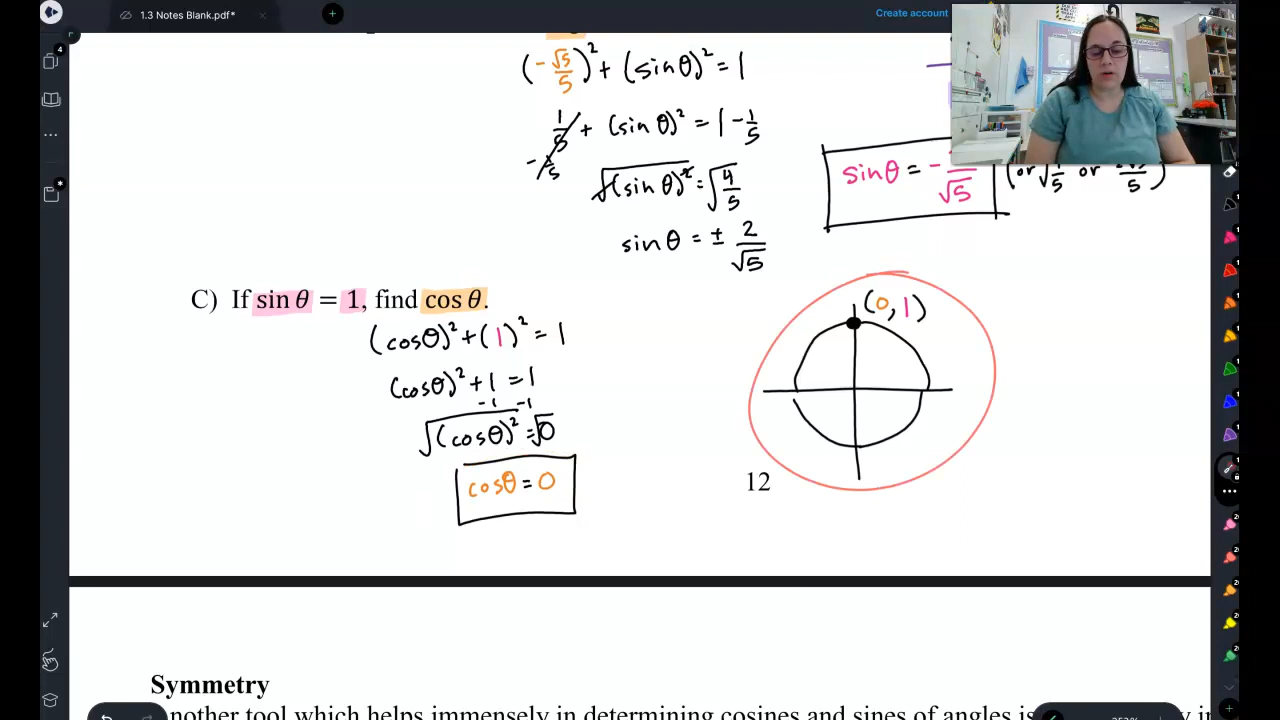 1.3 Notes Blank.pdf*
Create account
(-√5/5)² + (sin θ)² = 1
1/5 + (sin θ)² = 1 - 1/5
- 1/5
√(sin θ)² = √4/5
sin θ = ± 2/√5
sin θ = - /√5 (or or /5)
C) If sin θ = 1, find cos θ.
(cos θ)² + (1)² = 1
(cos θ)² + 1 = 1
-1 -1
√(cos θ)² = √0
cos θ = 0
(0, 1)
12
Symmetry
nother tool which helps immensely in determining cosines and sines of angles is